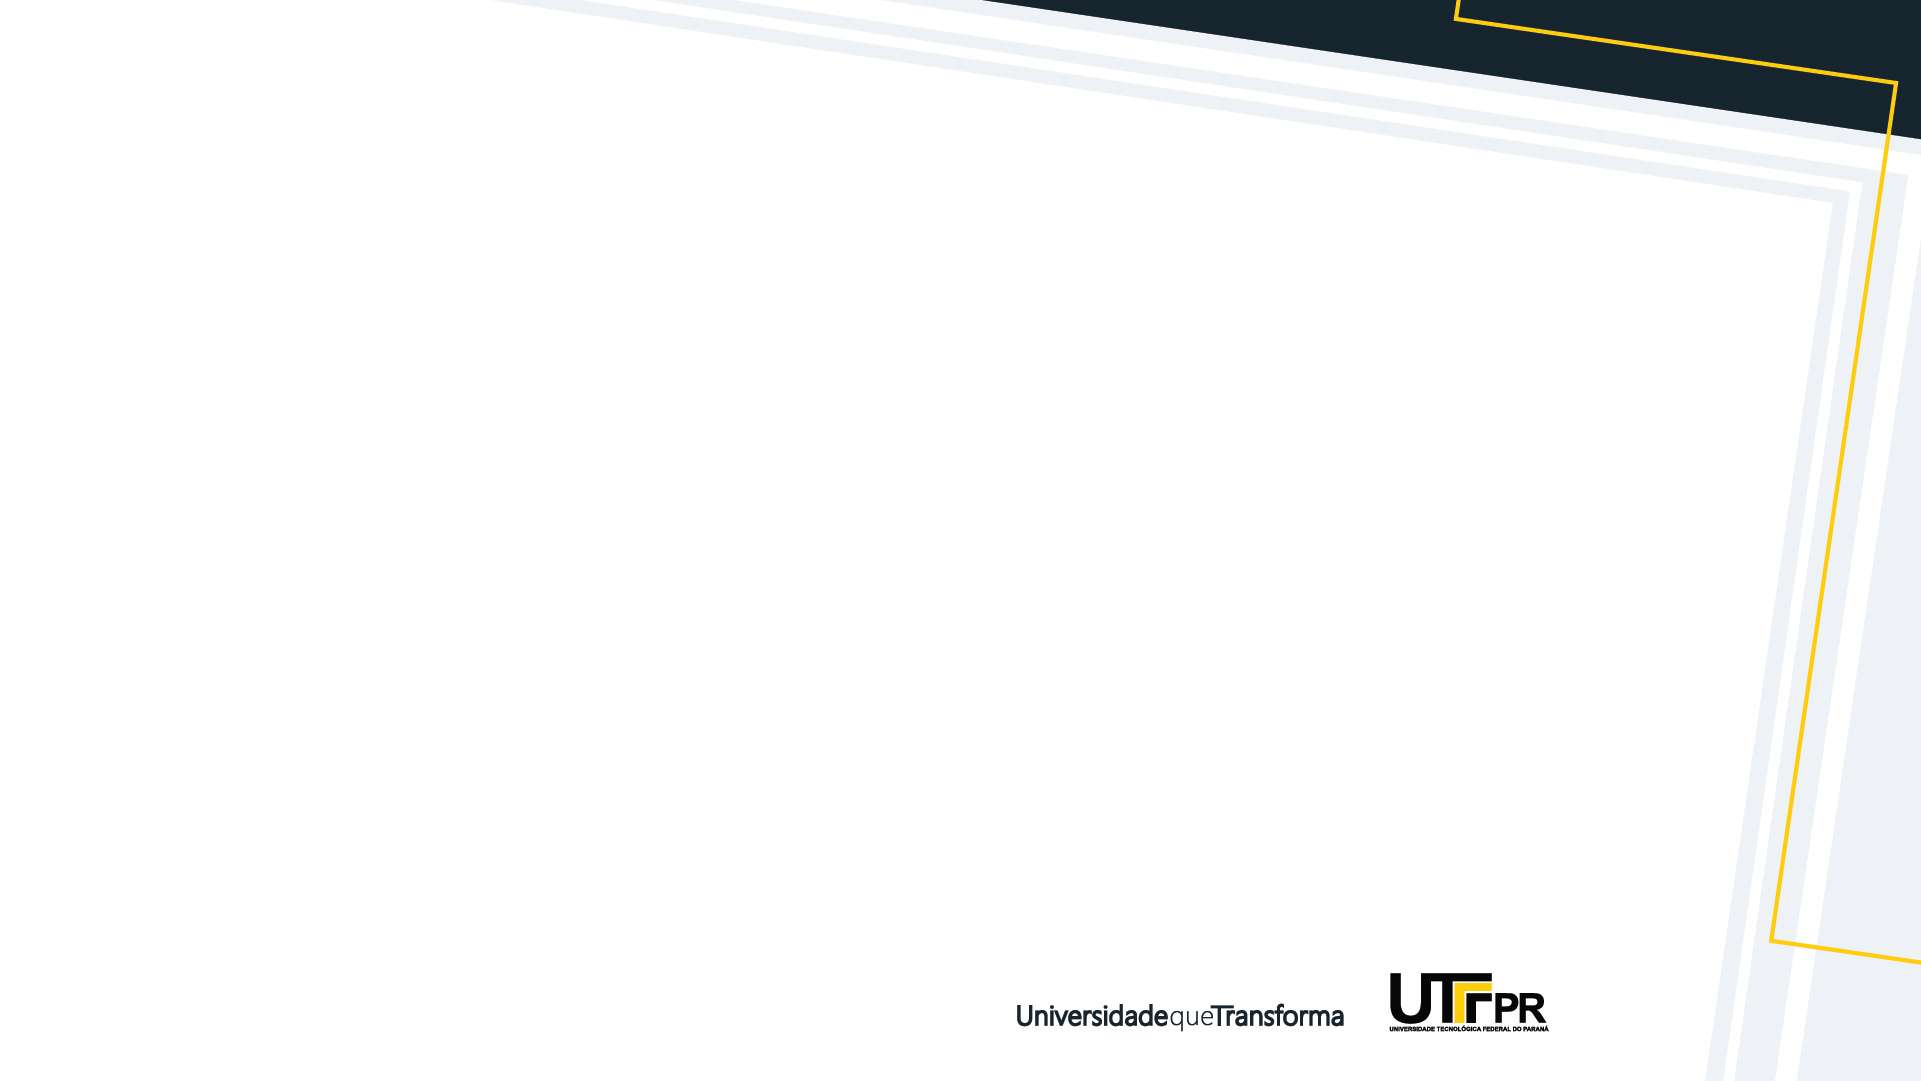 UniversidadequeTransforma
UTFPR
UNIVERSIDADE TECNOLÓGICA FEDERAL DO PARANÁ